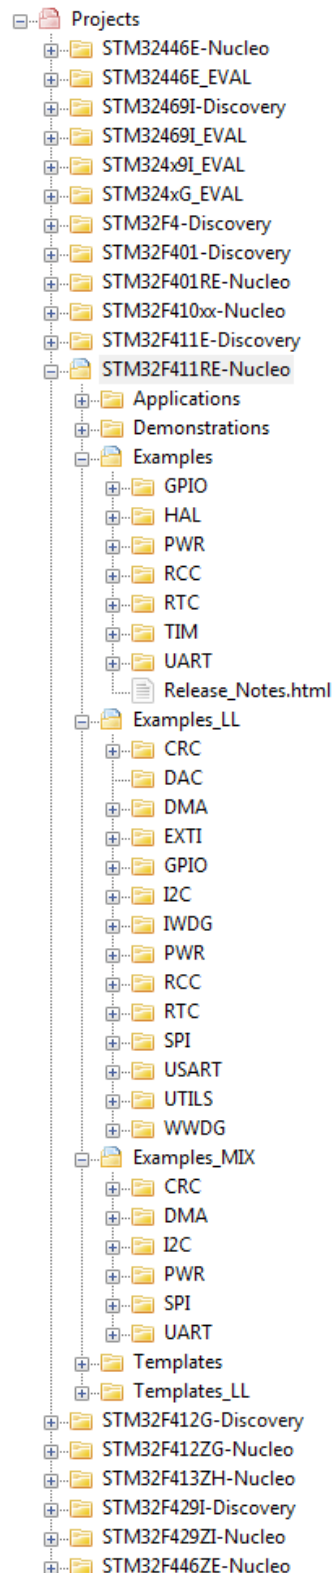 Projects
STM32446E-Nucleo
STM32446E_EVAL
STM32469I-Discovery
STM32469I_EVAL
STM324x9I_EVAL
STM324xG_EVAL
STM32F4-Discovery
STM32F401-Discovery
STM32F401RE-Nucleo
STM32F410xx-Nucleo
STM32F411E-Discovery
STM32F411RE-Nucleo
Applications
Demonstrations
Examples
GPIO
HAL
PWR
RCC
RTC
TIM
UART
Release_Notes.html
Examples_LL
CRC
DAC
DMA
EXTI
GPIO
I2C
IWDG
PWR
RCC
RTC
SPI
USART
UTILS
WWDG
Examples_MIX
CRC
DMA
I2C
PWR
SPI
UART
Templates
Templates_LL
STM32F412G-Discovery
STM32F412ZG-Nucleo
STM32F413ZH-Nucleo
STM32F429I-Discovery
STM32F429ZI-Nucleo
STM32F446ZE-Nucleo